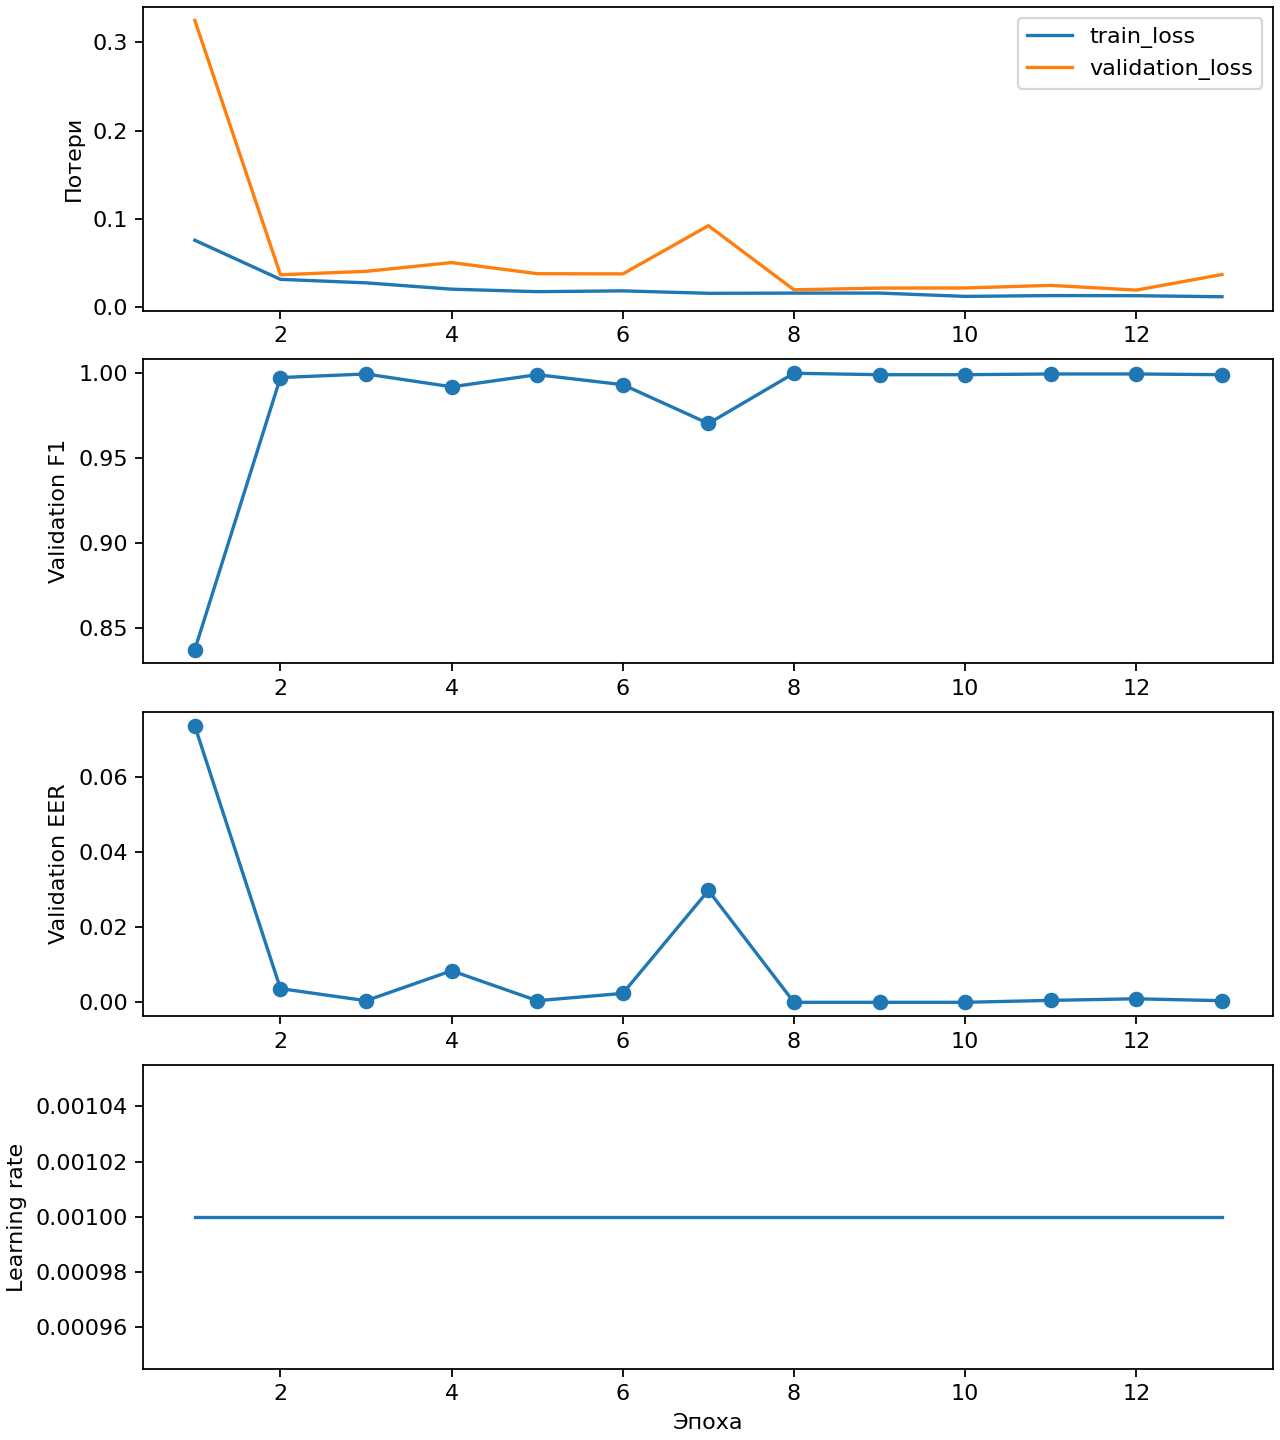 0.3
0.2
0.1
0.0
Потери
train_loss
validation_loss
2 4 6 8 10 12
1.00
0.95
0.90
0.85
Validation F1
2 4 6 8 10 12
0.06
0.04
0.02
0.00
Validation EER
2 4 6 8 10 12
0.00104
0.00102
0.00100
0.00098
0.00096
Learning rate
2 4 6 8 10 12
Эпоха